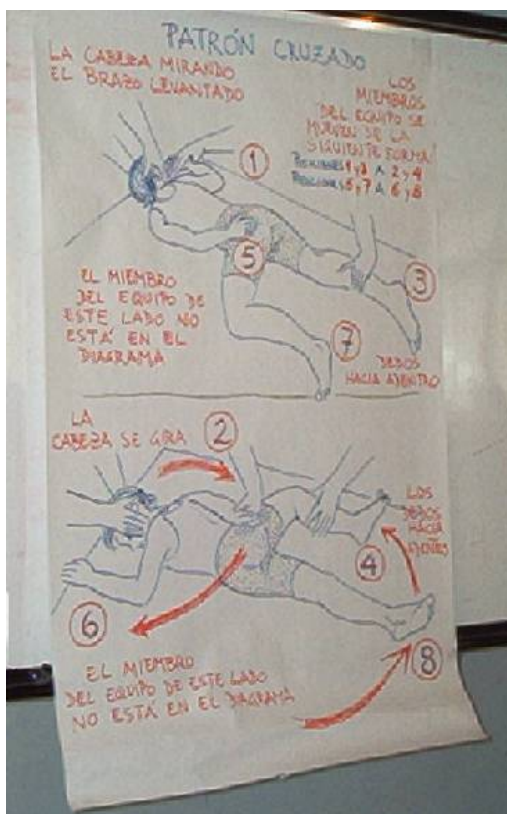 PATRÓN CRUZADO
LA CABEZA MIRANDO
EL BRAZO LEVANTADO
LOS
MIEMBROS
DEL EQUIPO SE
MUEVEN DE LA
SIGUIENTE FORMA:
POSICIONES 1 y 3 A 2 y 4
POSICIONES 5 y 7 A 6 y 8
1
5
3
EL MIEMBRO
DEL EQUIPO DE
ESTE LADO NO
ESTÁ EN EL
DIAGRAMA
7
DEDOS
HACIA ADENTRO
LA
CABEZA SE GIRA
2
LOS
DEDOS
HACIA
4
6
8
EL MIEMBRO
DEL EQUIPO DE ESTE LADO
NO ESTÁ EN EL DIAGRAMA